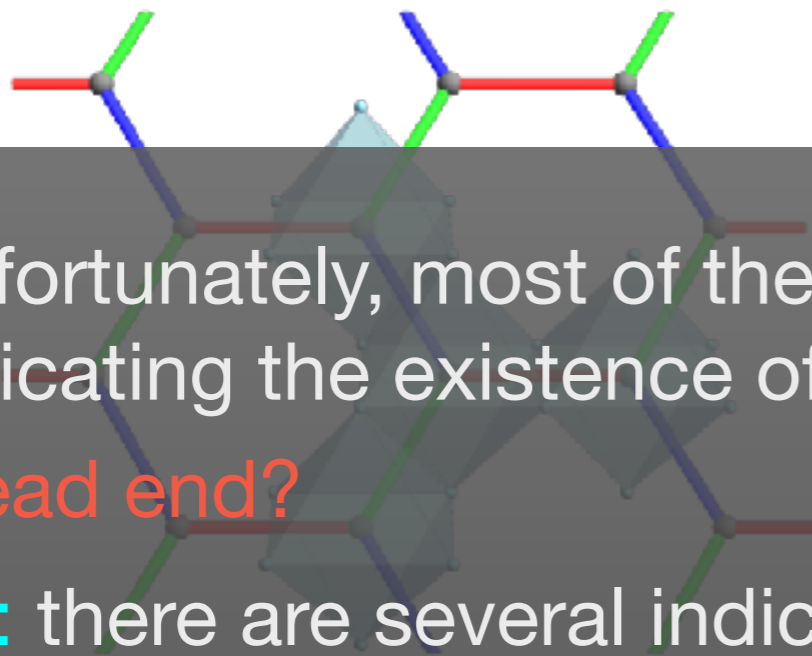 fortunately, most of the
icating the existence of
ead end?
: there are several indic